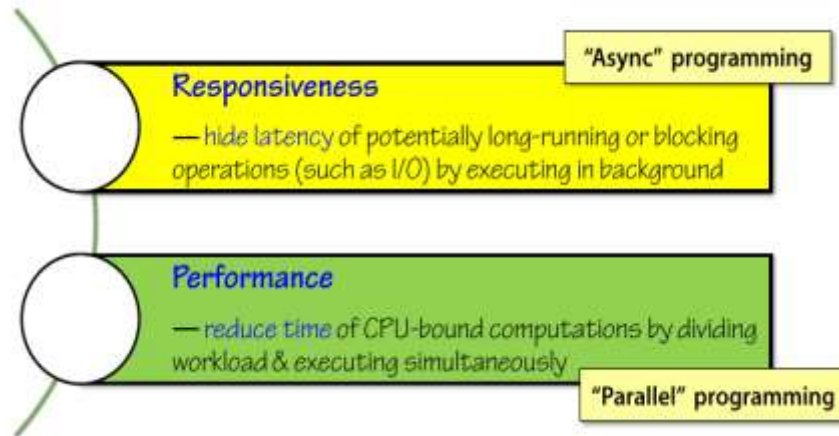 "Async" programming
Responsiveness
— hide latency of potentially long-running or blocking
operations (such as I/O) by executing in background
Performance
— reduce time of CPU-bound computations by dividing
workload & executing simultaneously
"Parallel" programming